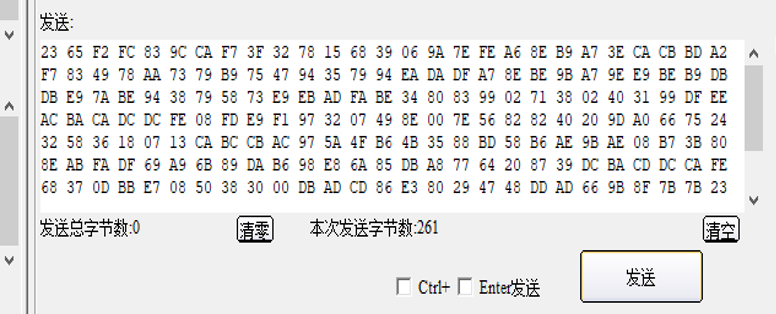 发送:
23 65 F2 FC 83 9C CA F7 3F 32 78 15 68 39 06 9A 7E FE A6 8E B9 A7 3E CA CB BD A2
F7 83 49 78 AA 73 79 B9 75 47 94 35 79 94 EA DA DF A7 8E BE 9B A7 9E E9 BE B9 DB
DB E9 7A BE 94 38 79 58 73 E9 EB AD FA BE 34 80 83 99 02 71 38 02 40 31 99 DF EE
AC BA CA DC DC FE 08 FD E9 F1 97 32 07 49 8E 00 7E 56 82 82 40 20 9D A0 66 75 24
32 58 36 18 07 13 CA BC CB AC 97 5A 4F B6 4B 35 88 BD 58 B6 AE 9B AE 08 B7 3B 80
8E AB FA DF 69 A9 6B 89 DA B6 98 E8 6A 85 DB A8 77 64 20 87 39 DC BA CD DC CA FE
68 37 0D BB E7 08 50 38 30 00 DB AD CD 86 E3 80 29 47 48 DD AD 66 9B 8F 7B 7B 23
发送总字节数:0 清零 本次发送字节数:261 清空
Ctrl+ Enter发送 发送